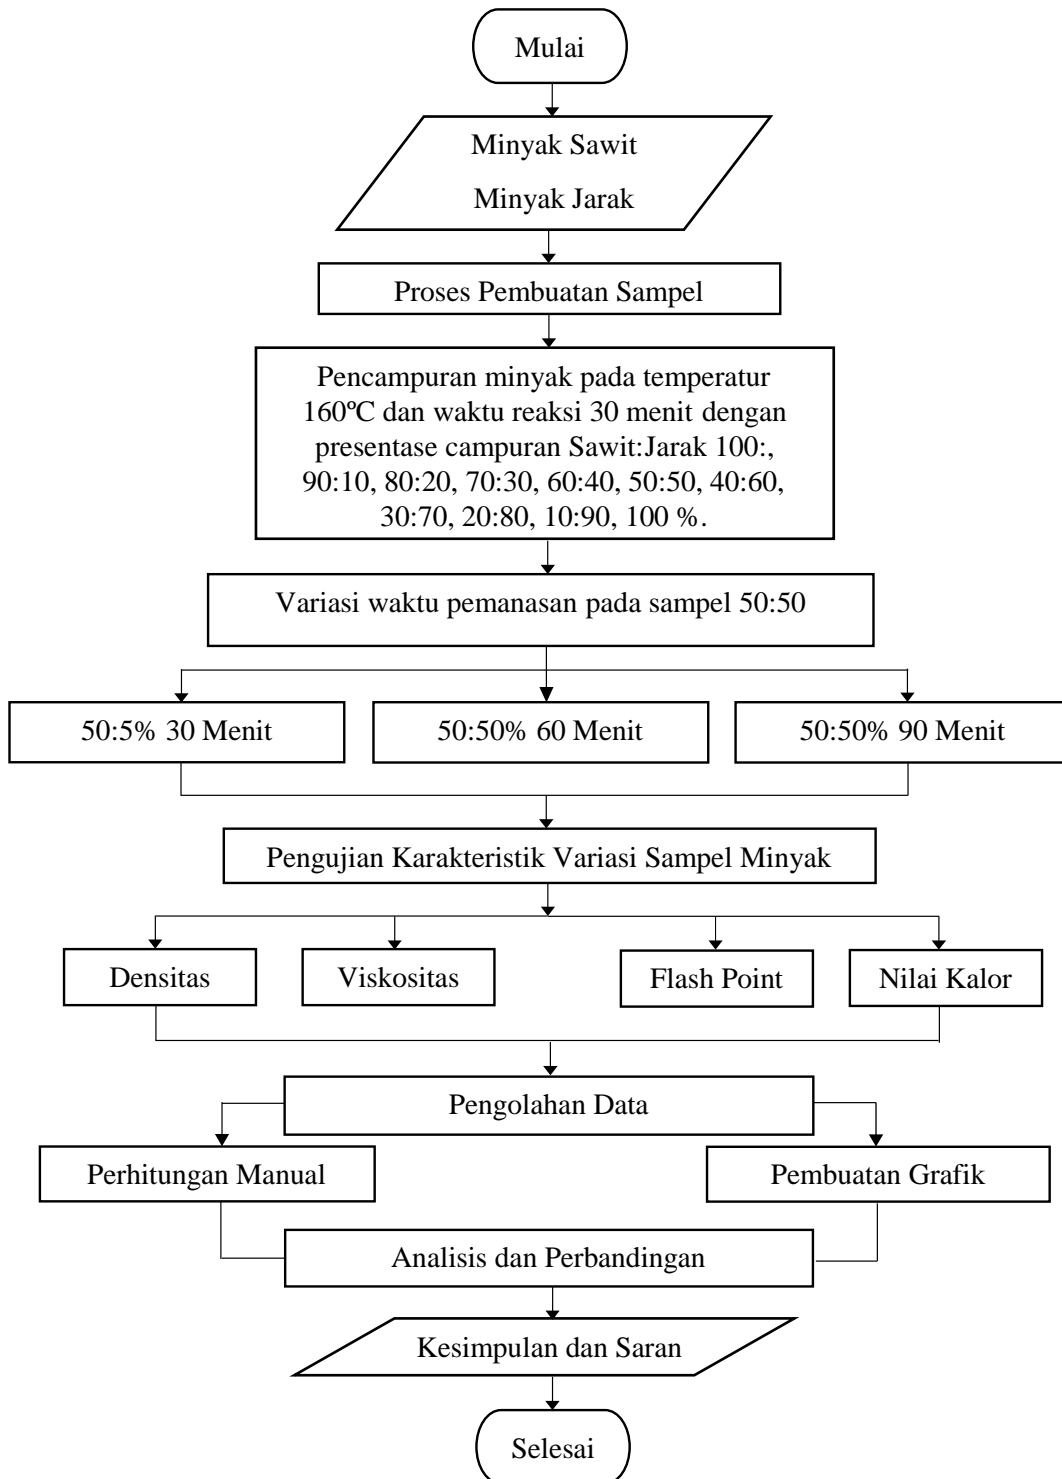 Mulai
Minyak Sawit
Minyak Jarak
Proses Pembuatan Sampel
Pencampuran minyak pada temperatur
160ºC dan waktu reaksi 30 menit dengan
presentase campuran Sawit:Jarak 100:,
90:10, 80:20, 70:30, 60:40, 50:50, 40:60,
30:70, 20:80, 10:90, 100 %.
Variasi waktu pemanasan pada sampel 50:50
50:5% 30 Menit
50:50% 60 Menit
50:50% 90 Menit
Pengujian Karakteristik Variasi Sampel Minyak
Densitas
Viskositas
Flash Point
Nilai Kalor
Pengolahan Data
Perhitungan Manual
Pembuatan Grafik
Analisis dan Perbandingan
Kesimpulan dan Saran
Selesai